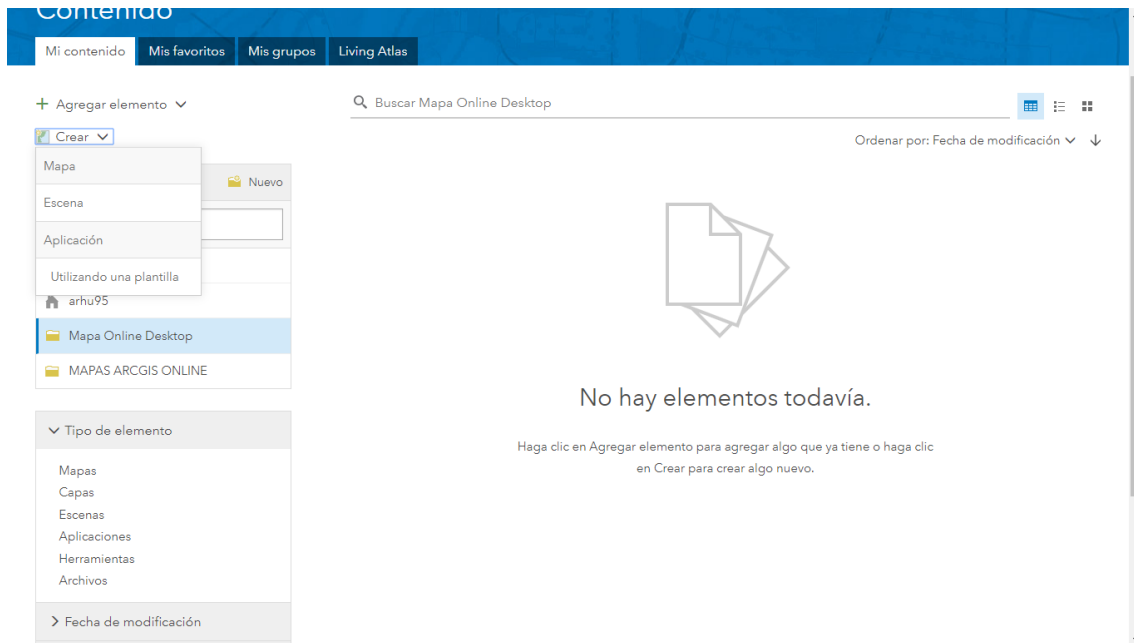 Contenido
Mi contenido
Mis favoritos
Mis grupos
Living Atlas
Agregar elemento
Buscar Mapa Online Desktop
Crear
Ordenar por: Fecha de modificación
Mapa
Nuevo
Escena
Aplicación
Utilizando una plantilla
arhu95
Mapa Online Desktop
MAPAS ARCGIS ONLINE
No hay elementos todavía.
Haga clic en Agregar elemento para agregar algo que ya tiene o haga clic
en Crear para crear algo nuevo.
Tipo de elemento
Mapas
Capas
Escenas
Aplicaciones
Herramientas
Archivos
Fecha de modificación